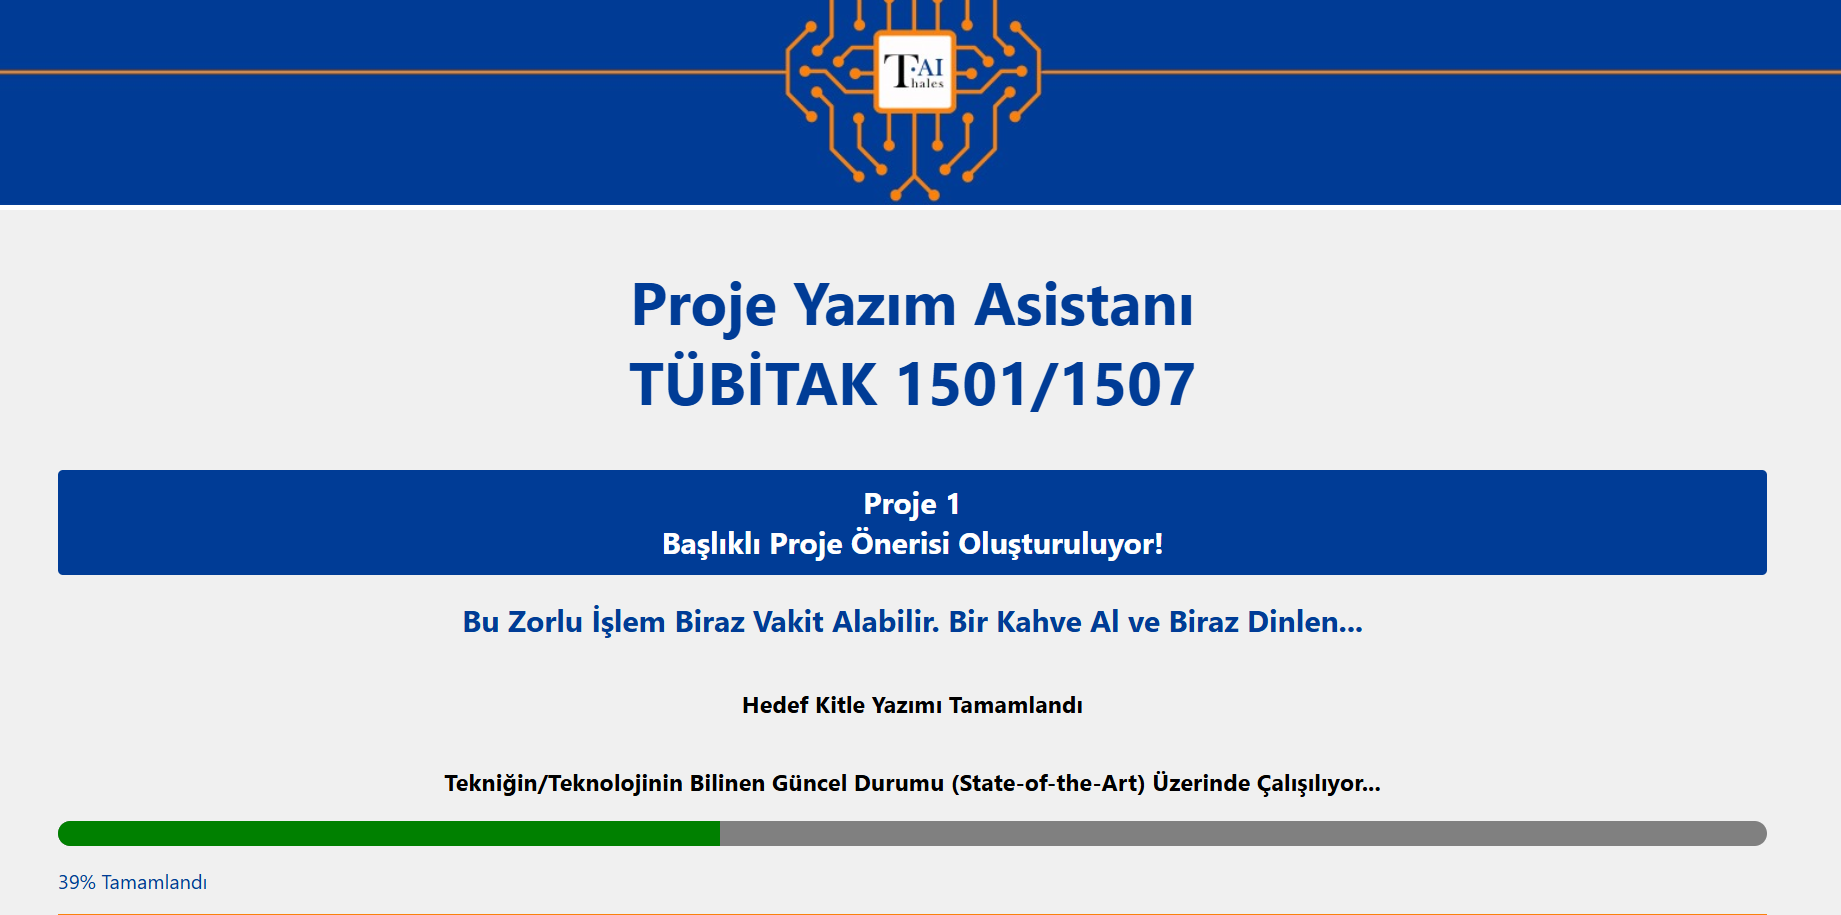 T.AI
hales
Proje Yazım Asistanı
TÜBİTAK 1501/1507
Proje 1
Başlıklı Proje Önerisi Oluşturuluyor!
Bu Zorlu İşlem Biraz Vakit Alabilir. Bir Kahve Al ve Biraz Dinlen...
Hedef Kitle Yazımı Tamamlandı
Tekniğin/Teknolojinin Bilinen Güncel Durumu (State-of-the-Art) Üzerinde Çalışılıyor...
39% Tamamlandı